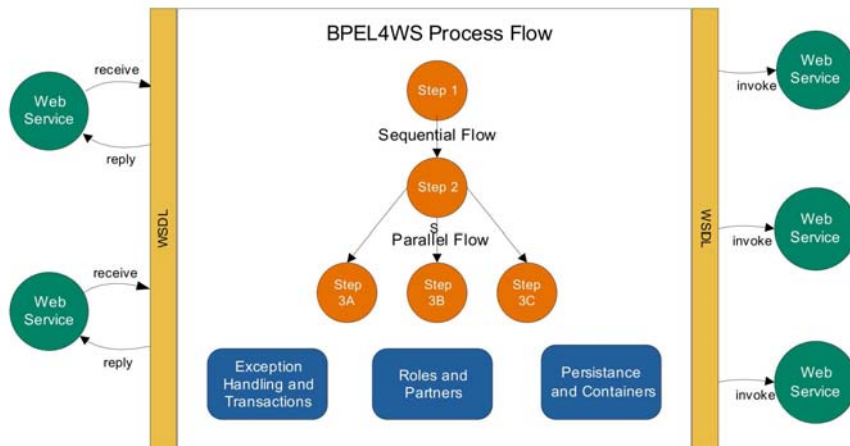 BPEL4WS Process Flow
receive
Web
Service
reply
WSDL
receive
Web
Service
reply
Step 1
Sequential Flow
Step 2
S
Parallel Flow
Step
3A
Step
3B
Step
3C
Exception
Handling and
Transactions
Roles and
Partners
Persistance
and Containers
WSDL
invoke
Web
Service
invoke
Web
Service
invoke
Web
Service